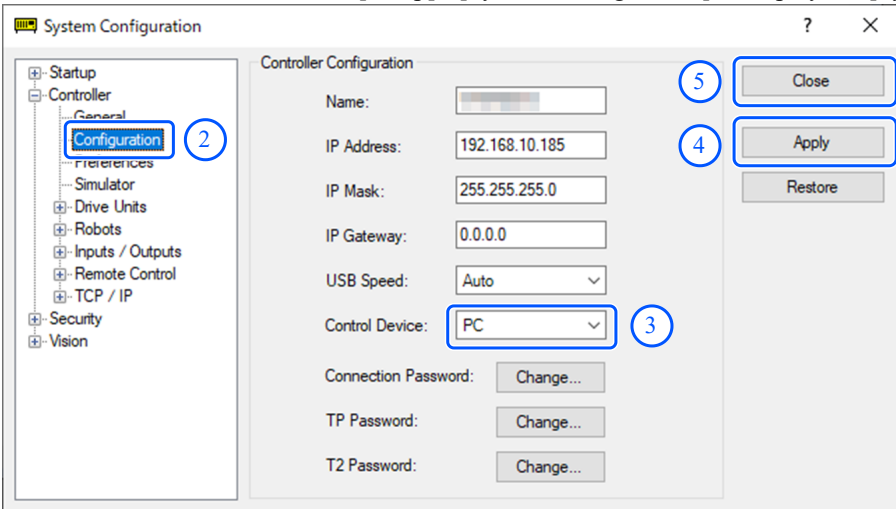 System Configuration
? 
Startup
Controller
General
Configuration
2
Preferences
Simulator
Drive Units
Robots
Inputs / Outputs
Remote Control
TCP / IP
Security
Vision
Controller Configuration
Name:
IP Address: 192.168.10.185
IP Mask: 255.255.255.0
IP Gateway: 0.0.0.0
USB Speed: Auto
Control Device: PC
3
Connection Password: Change...
TP Password: Change...
T2 Password: Change...
5
Close
4
Apply
Restore